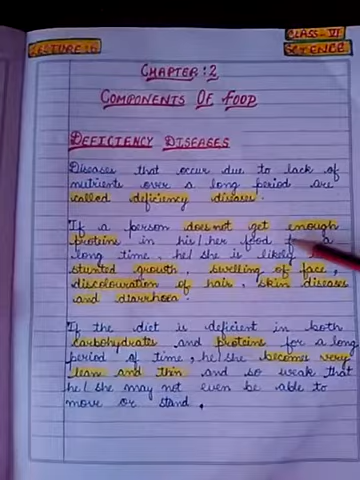 LECTURE: 6
CLASS - VI
SCIENCE
CHAPTER : 2
COMPONENTS OF FOOD
DEFICIENCY DISEASES
Diseases that occur due to lack of
nutrients over a long period are
called deficiency diseases.
If a person does not get enough
proteins in his/her food a
long time, he/she is likely
stunted growth, swelling of face,
discolouration of hair, skin diseases
and diarrhoea.
If the diet is deficient in both
carbohydrates and proteins for a long
period of time, he/she becomes very
lean and thin and so weak that
he/she may not even be able to
move or stand.